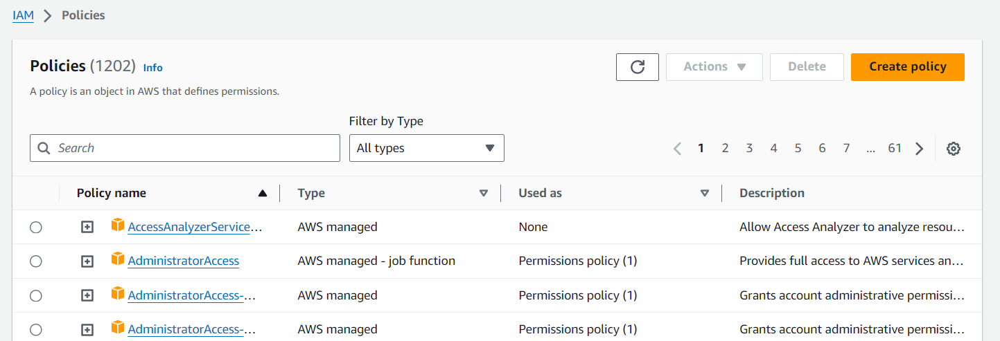 IAM > Policies
Policies (1202) Info
A policy is an object in AWS that defines permissions.
Actions
Delete
Create policy
Filter by Type
Search
All types
1 2 3 4 5 6 7 ... 61
Policy name Type Used as Description
AccessAnalyzerService... AWS managed None Allow Access Analyzer to analyze resou...
AdministratorAccess AWS managed - job function Permissions policy (1) Provides full access to AWS services an...
AdministratorAccess-... AWS managed Permissions policy (1) Grants account administrative permissi...
AdministratorAccess-... AWS managed Permissions policy (1) Grants account administrative permissi...